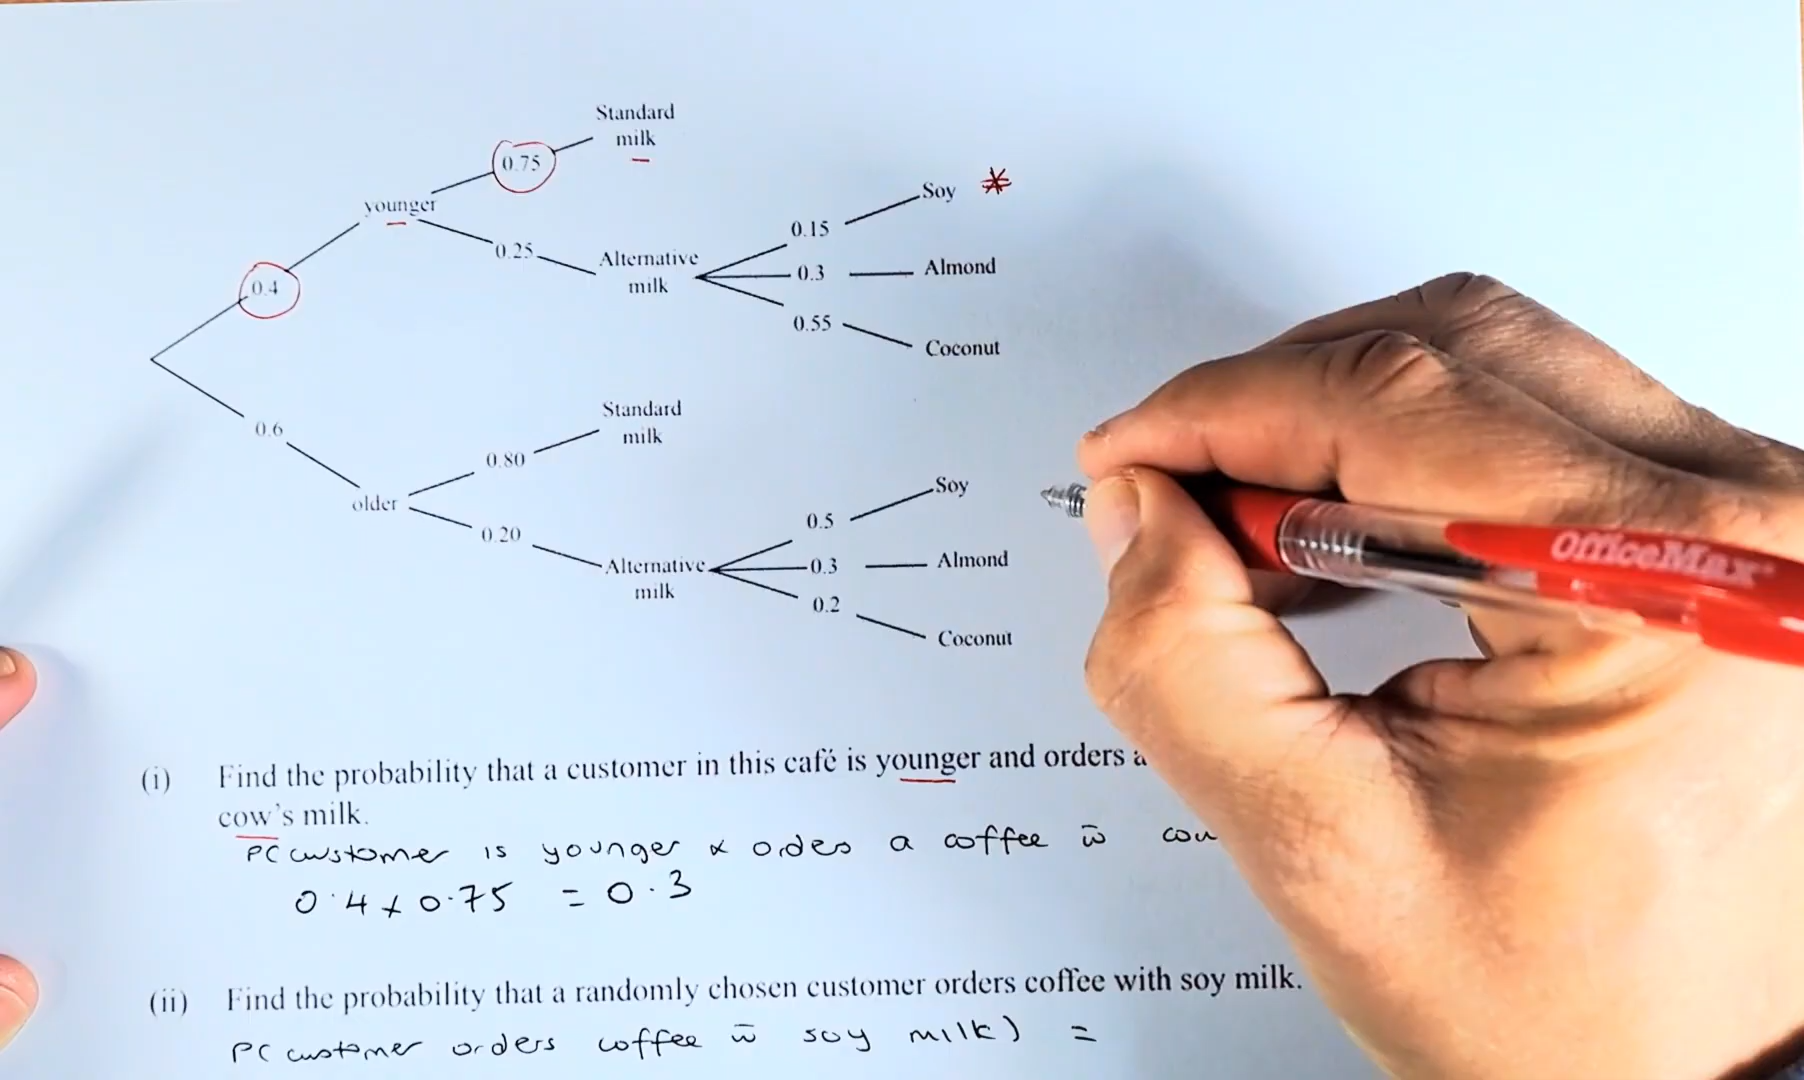 Standard
milk
0.75
younger
0.4
0.25
Alternative
milk
0.15
Soy
0.3
Almond
0.55
Coconut
0.6
older
0.80
Standard
milk
0.20
Alternative
milk
0.5
Soy
0.3
Almond
0.2
Coconut
OfficeMax
(i) Find the probability that a customer in this café is younger and orders a
cow's milk.
P( customer is younger & orders a coffee w̄
0.4 × 0.75 = 0.3
(ii) Find the probability that a randomly chosen customer orders coffee with soy milk.
P( customer orders coffee w̄ soy milk) =